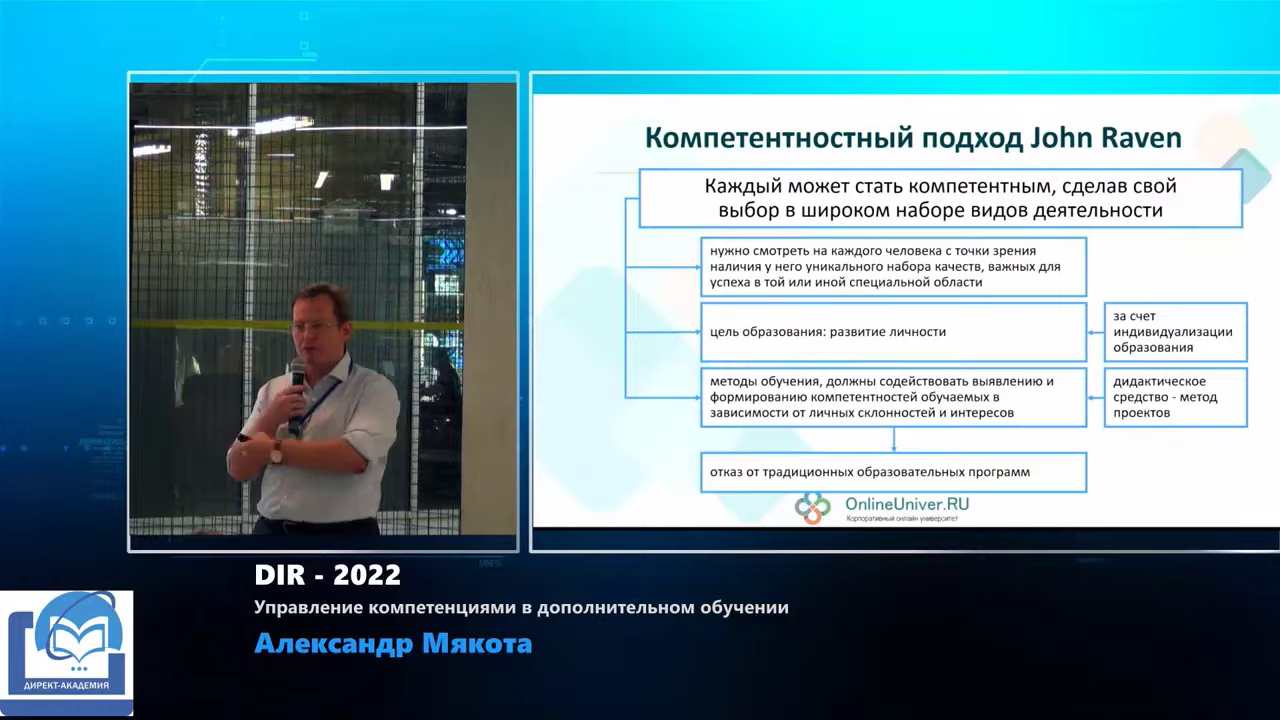 Компетентностный подход John Raven
Каждый может стать компетентным, сделав свой
выбор в широком наборе видов деятельности
нужно смотреть на каждого человека с точки зрения
наличия у него уникального набора качеств, важных для
успеха в той или иной специальной области
цель образования: развитие личности
за счет
индивидуализации
образования
методы обучения, должны содействовать выявлению и
формированию компетентностей обучаемых в
зависимости от личных склонностей и интересов
дидактическое
средство - метод
проектов
отказ от традиционных образовательных программ
OnlineUniver.RU
Корпоративный онлайн университет
DIR - 2022
Управление компетенциями в дополнительном обучении
Александр Мякота
ДИРЕКТ-АКАДЕМИЯ